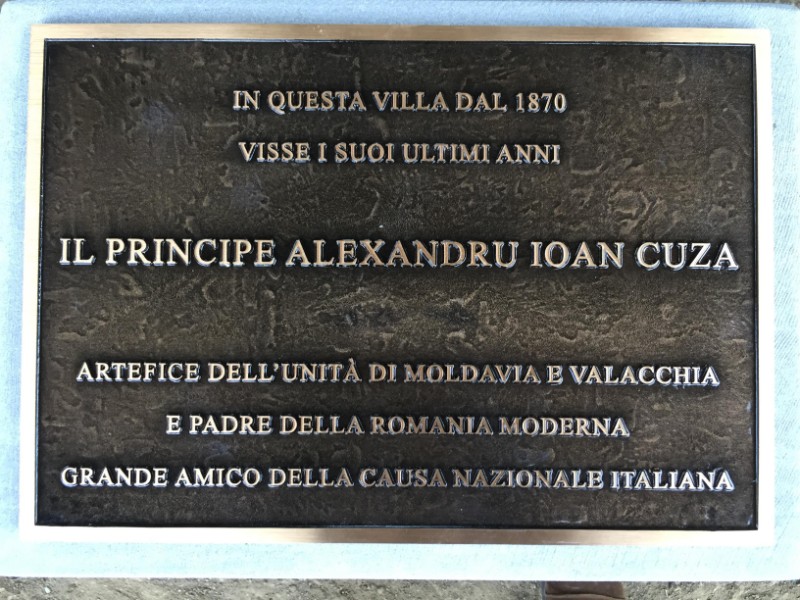 IN QUESTA VILLA DAL 1870
VISSE I SUOI ULTIMI ANNI
IL PRINCIPE ALEXANDRU IOAN CUZA
ARTEFICE DELL'UNITÀ DI MOLDAVIA E VALACCHIA
E PADRE DELLA ROMANIA MODERNA
GRANDE AMICO DELLA CAUSA NAZIONALE ITALIANA